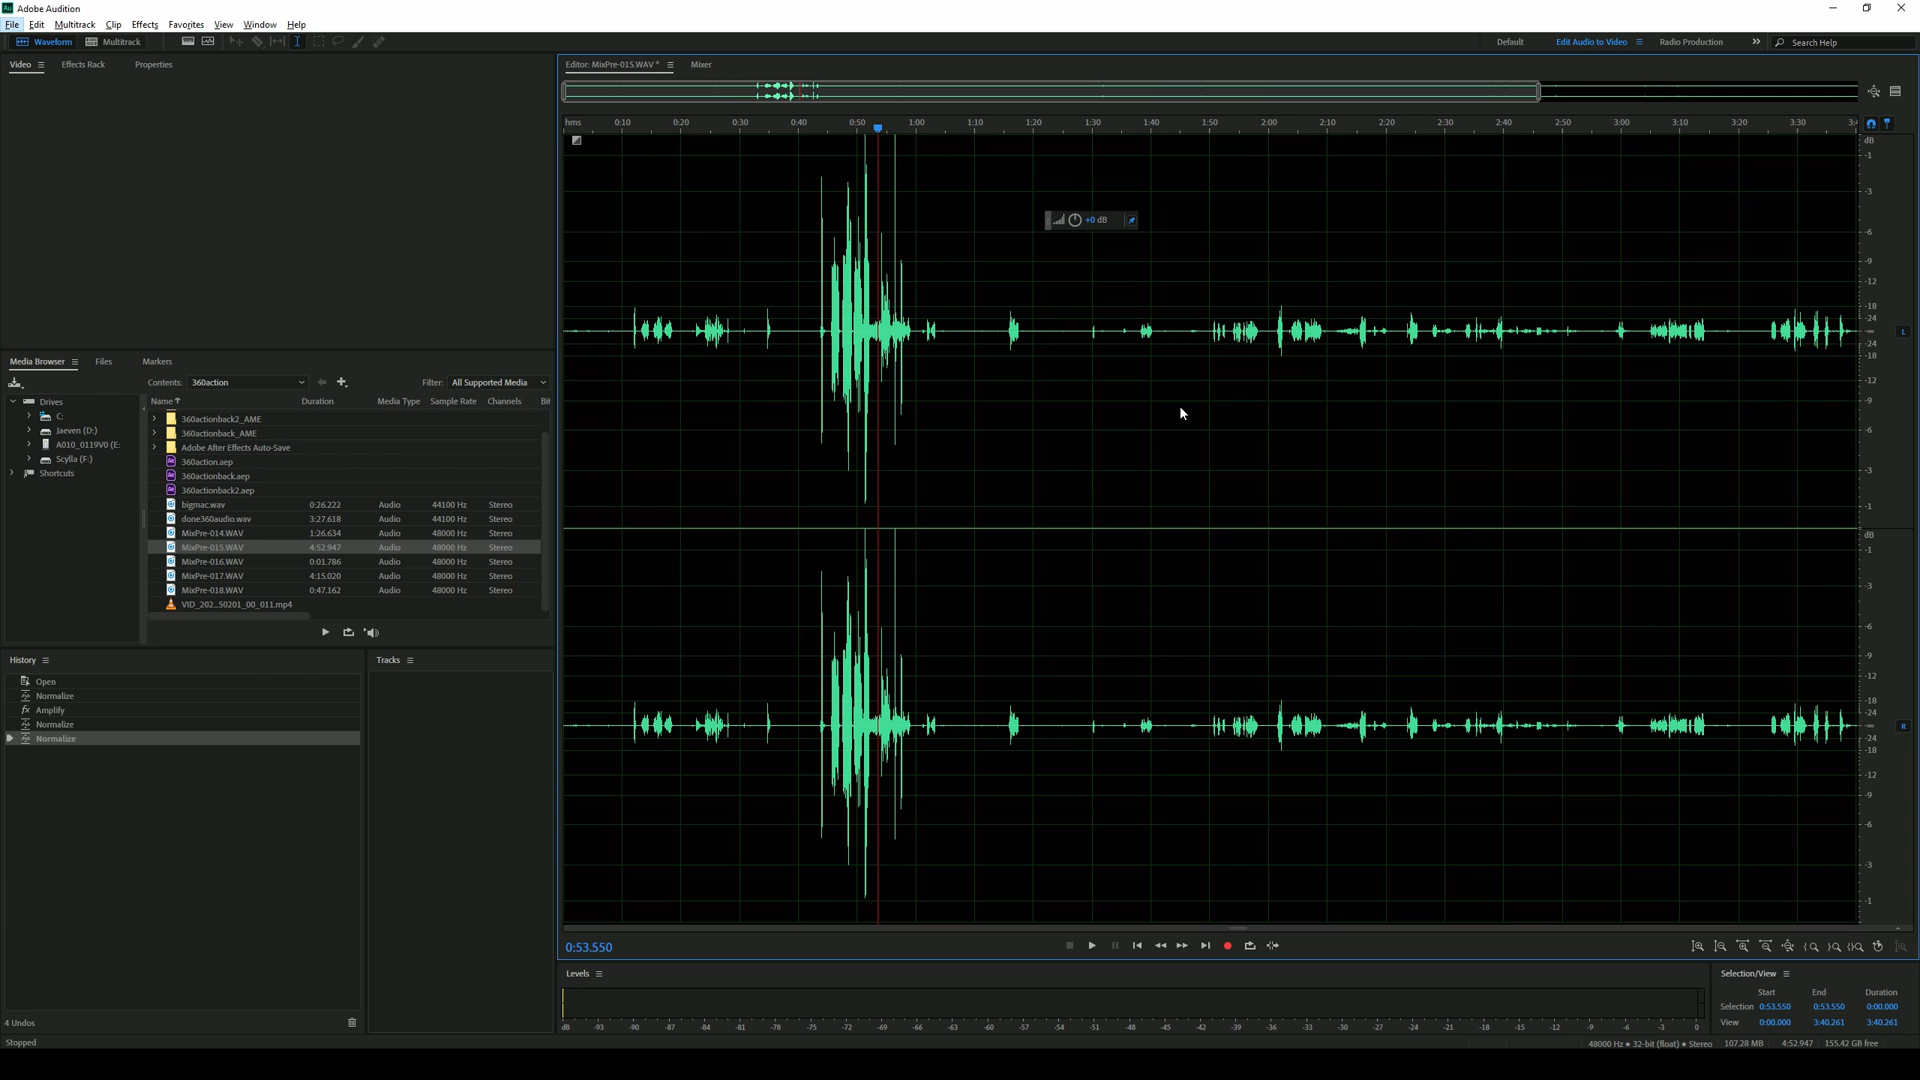 Adobe Audition
File Edit Multitrack Clip Effects Favorites View Window Help
Waveform Multitrack Default Edit Audio to Video Radio Production Search Help
Video Effects Rack Properties
Editor: MixPre-015.WAV * Mixer
hms 0:10 0:20 0:30 0:40 0:50 1:00 1:10 1:20 1:30 1:40 1:50 2:00 2:10 2:20 2:30 2:40 2:50 3:00 3:10 3:20 3:30 3:4
+0 dB
dB
-1
-3
-6
-9
-12
-18
-24
-∞
-24
-18
-12
-9
-6
-3
-1
L
dB
-1
-3
-6
-9
-12
-18
-24
-∞
-24
-18
-12
-9
-6
-3
-1
R
Media Browser Files Markers
Contents: 360action Filter: All Supported Media
Drives
C:
Jaeven (D:)
A010_0119V0 (E:
Scylla (F:)
Shortcuts
Name Duration Media Type Sample Rate Channels Bit
360actionback2_AME
360actionback_AME
Adobe After Effects Auto-Save
360action.aep
360actionback.aep
360actionback2.aep
bigmac.wav 0:26.222 Audio 44100 Hz Stereo
done360audio.wav 3:27.618 Audio 44100 Hz Stereo
MixPre-014.WAV 1:26.634 Audio 48000 Hz Stereo
MixPre-015.WAV 4:52.947 Audio 48000 Hz Stereo
MixPre-016.WAV 0:01.786 Audio 48000 Hz Stereo
MixPre-017.WAV 4:15.020 Audio 48000 Hz Stereo
MixPre-018.WAV 0:47.162 Audio 48000 Hz Stereo
VID_202...50201_00_011.mp4
History
Open
Normalize
Amplify
Normalize
Normalize
4 Undos
Tracks
0:53.550
Levels
dB -93 -90 -87 -84 -81 -78 -75 -72 -69 -66 -63 -60 -57 -54 -51 -48 -45 -42 -39 -36 -33 -30 -27 -24 -21 -18 -15 -12 -9 -6 -3 0
Selection/View
Start End Duration
Selection 0:53.550 0:53.550 0:00.000
View 0:00.000 3:40.261 3:40.261
Stopped
48000 Hz ● 32-bit (float) ● Stereo 107.28 MB 4:52.947 155.42 GB free